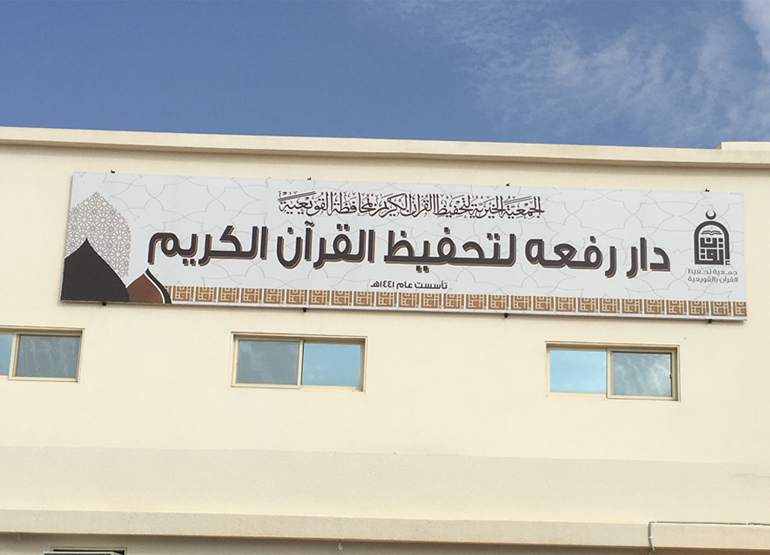 الجمعية الخيرية لتحفيظ القرآن الكريم بمحافظة القويعية
دار رفعه لتحفيظ القرآن الكريم
تأسست عام ١٤٤١هـ
إتقان
جمعية تحفيظ
القرآن بالقويعية